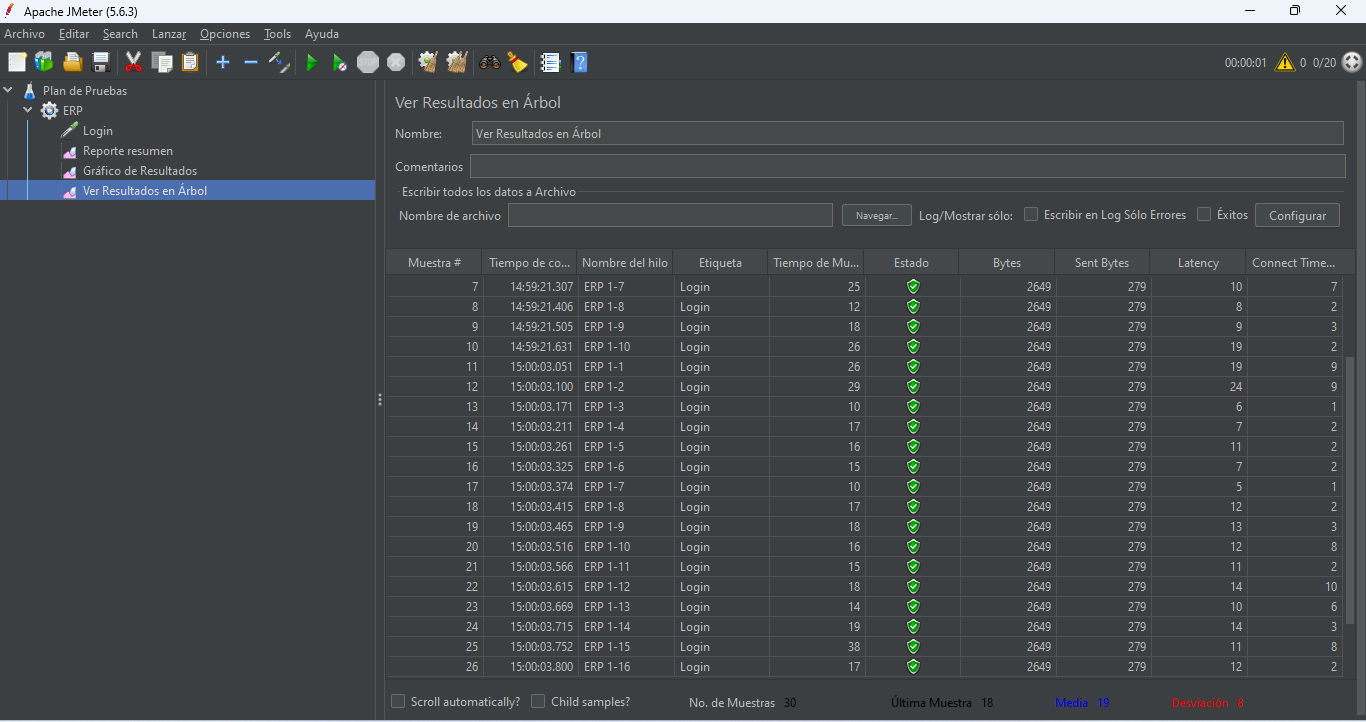 Apache JMeter (5.6.3)
Archivo Editar Search Lanzar Opciones Tools Ayuda
STOP 00:00:01 0 0/20
Plan de Pruebas
ERP
Login
Reporte resumen
Gráfico de Resultados
Ver Resultados en Árbol
Ver Resultados en Árbol
Nombre: Ver Resultados en Árbol
Comentarios
Escribir todos los datos a Archivo
Nombre de archivo Navegar... Log/Mostrar sólo: Escribir en Log Sólo Errores Éxitos Configurar
Muestra # Tiempo de co... Nombre del hilo Etiqueta Tiempo de Mu... Estado Bytes Sent Bytes Latency Connect Time...
7 14:59:21.307 ERP 1-7 Login 25 2649 279 10 7
8 14:59:21.406 ERP 1-8 Login 12 2649 279 8 2
9 14:59:21.505 ERP 1-9 Login 18 2649 279 9 3
10 14:59:21.631 ERP 1-10 Login 26 2649 279 19 2
11 15:00:03.051 ERP 1-1 Login 26 2649 279 19 9
12 15:00:03.100 ERP 1-2 Login 29 2649 279 24 9
13 15:00:03.171 ERP 1-3 Login 10 2649 279 6 1
14 15:00:03.211 ERP 1-4 Login 17 2649 279 7 2
15 15:00:03.261 ERP 1-5 Login 16 2649 279 11 2
16 15:00:03.325 ERP 1-6 Login 15 2649 279 7 2
17 15:00:03.374 ERP 1-7 Login 10 2649 279 5 1
18 15:00:03.415 ERP 1-8 Login 17 2649 279 12 2
19 15:00:03.465 ERP 1-9 Login 18 2649 279 13 3
20 15:00:03.516 ERP 1-10 Login 16 2649 279 12 8
21 15:00:03.566 ERP 1-11 Login 15 2649 279 11 2
22 15:00:03.615 ERP 1-12 Login 18 2649 279 14 10
23 15:00:03.669 ERP 1-13 Login 14 2649 279 10 6
24 15:00:03.715 ERP 1-14 Login 19 2649 279 14 3
25 15:00:03.752 ERP 1-15 Login 38 2649 279 11 8
26 15:00:03.800 ERP 1-16 Login 17 2649 279 12 2
Scroll automatically? Child samples? No. de Muestras 30 Última Muestra 18 Media 19 Desviación 8